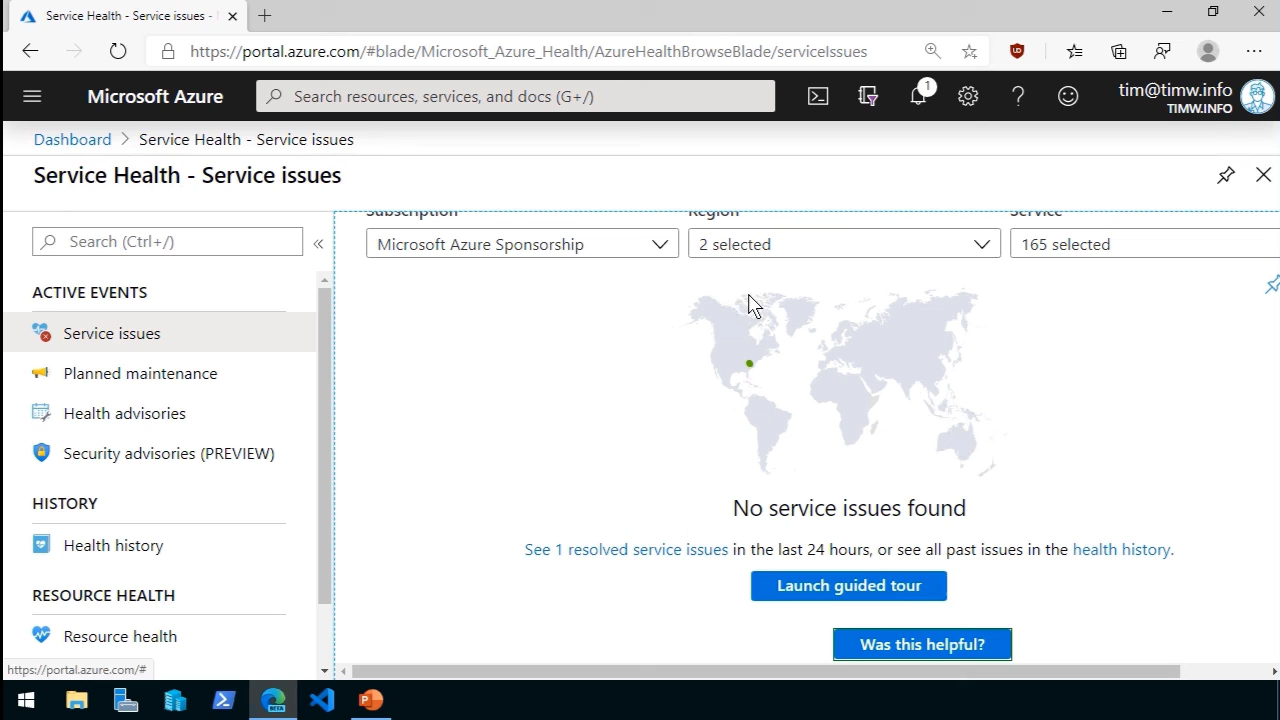 Service Health - Service issues -
https://portal.azure.com/#blade/Microsoft_Azure_Health/AzureHealthBrowseBlade/serviceIssues
Microsoft Azure
Search resources, services, and docs (G+/)
1
tim@timw.info
TIMW.INFO
Dashboard > Service Health - Service issues
Service Health - Service issues
Search (Ctrl+/)
«
Subscription
Region
Service
Microsoft Azure Sponsorship
2 selected
165 selected
ACTIVE EVENTS
Service issues
Planned maintenance
Health advisories
Security advisories (PREVIEW)
HISTORY
Health history
RESOURCE HEALTH
Resource health
No service issues found
See 1 resolved service issues in the last 24 hours, or see all past issues in the health history.
Launch guided tour
Was this helpful?
https://portal.azure.com/#
BETA